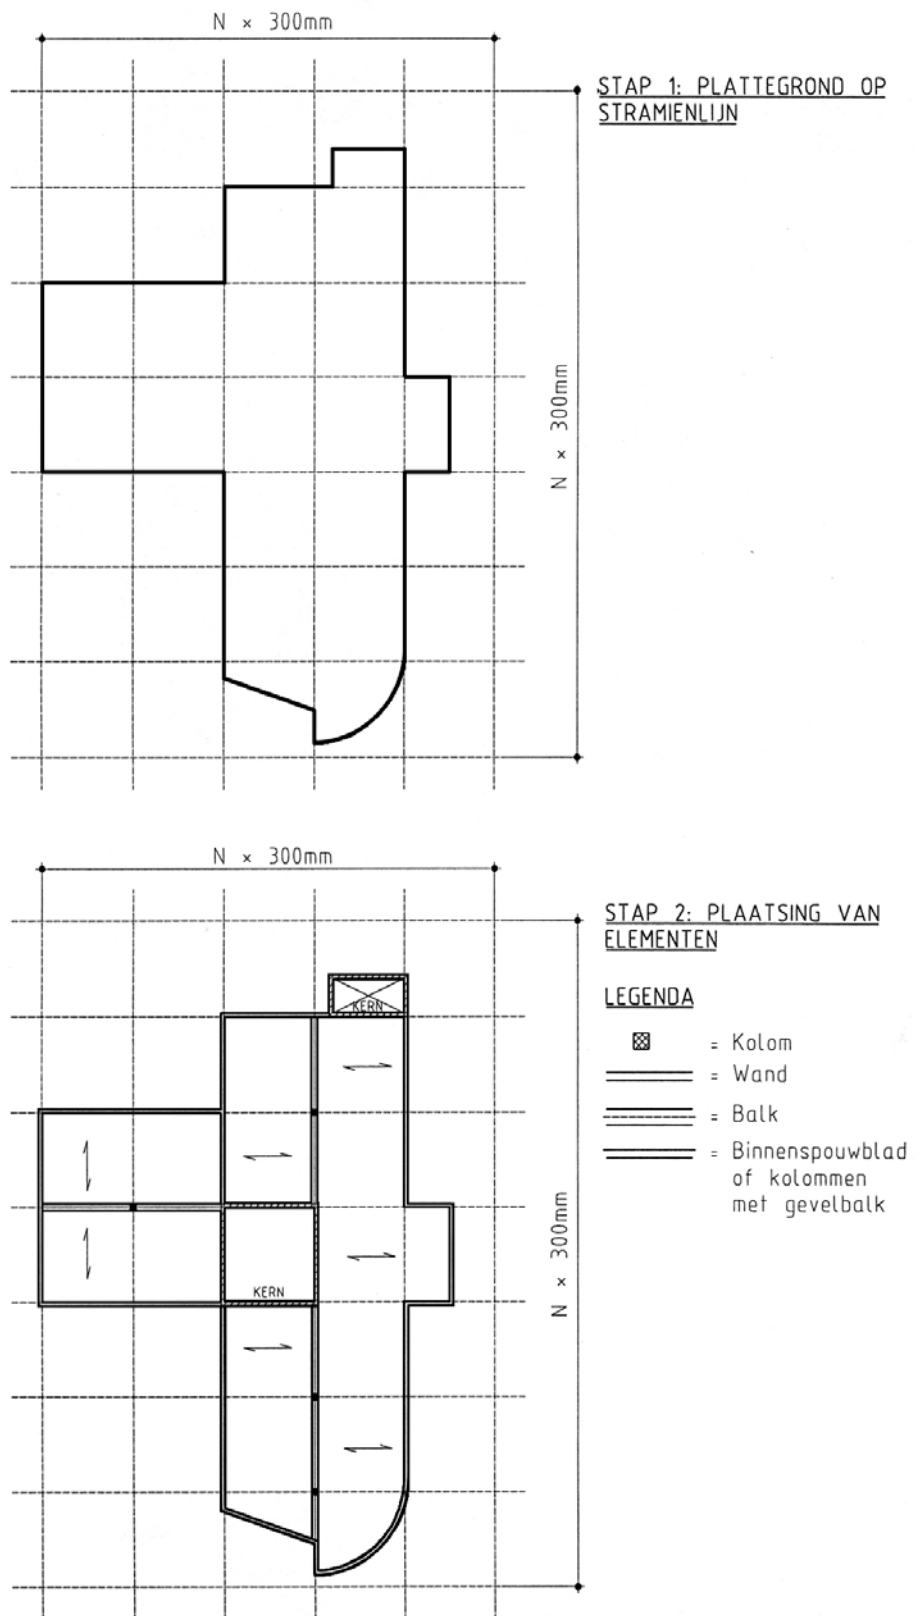 N × 300mm
STAP 1: PLATTEGROND OP
STRAMIENLIJN
N × 300mm
N × 300mm
STAP 2: PLAATSING VAN
ELEMENTEN
LEGENDA
= Kolom
= Wand
= Balk
= Binnenspouwblad
of kolommen
met gevelbalk
KERN
KERN
N × 300mm